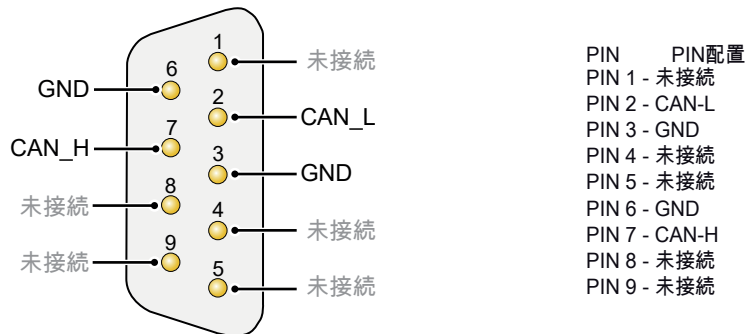 1
未接続
6
GND
2
CAN_L
7
CAN_H
3
GND
8
未接続
4
未接続
9
未接続
5
未接続
PIN PIN配置
PIN 1 - 未接続
PIN 2 - CAN-L
PIN 3 - GND
PIN 4 - 未接続
PIN 5 - 未接続
PIN 6 - GND
PIN 7 - CAN-H
PIN 8 - 未接続
PIN 9 - 未接続